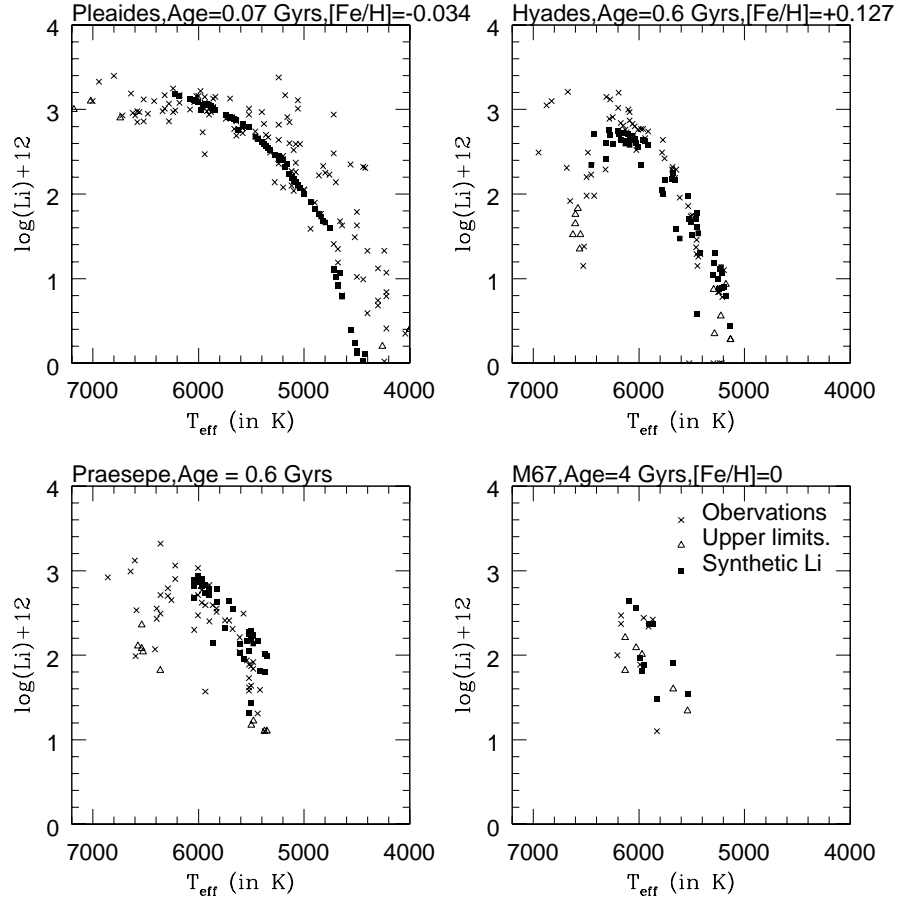 Pleaides,Age=0.07 Gyrs,[Fe/H]=-0.034
log(Li)+12
4
3
2
1
0
7000 6000 5000 4000
Teff (in K)
Hyades,Age=0.6 Gyrs,[Fe/H]=+0.127
log(Li)+12
4
3
2
1
0
7000 6000 5000 4000
Teff (in K)
Praesepe,Age = 0.6 Gyrs
log(Li)+12
4
3
2
1
0
7000 6000 5000 4000
Teff (in K)
M67,Age=4 Gyrs,[Fe/H]=0
Obervations
Upper limits.
Synthetic Li
log(Li)+12
4
3
2
1
0
7000 6000 5000 4000
Teff (in K)